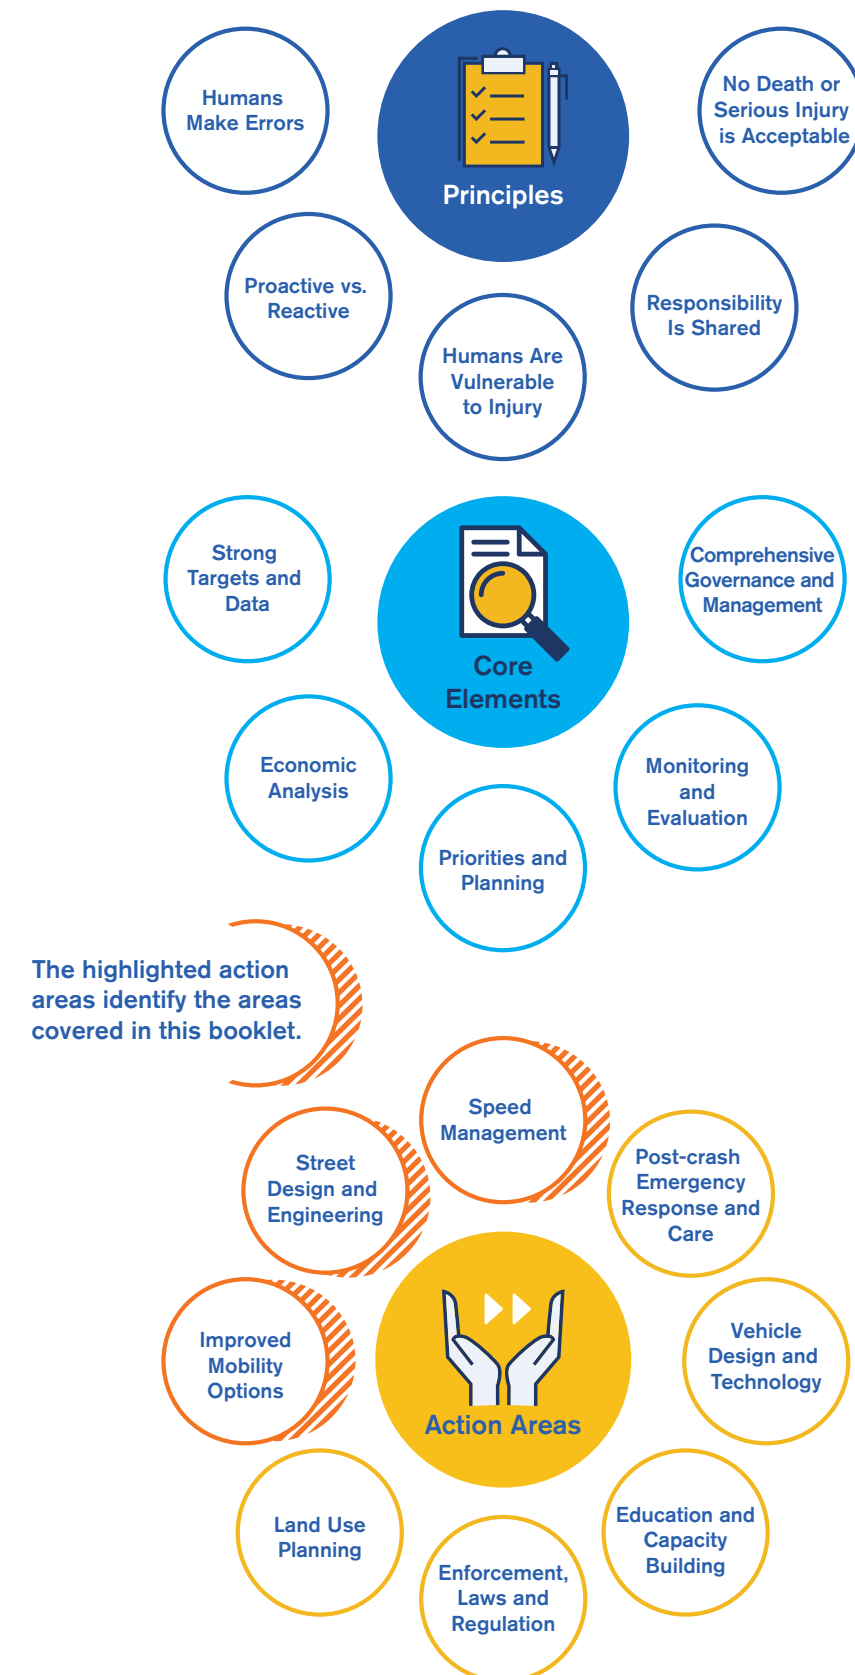 Humans
Make Errors
Principles
No Death or
Serious Injury
is Acceptable
Proactive vs.
Reactive
Humans Are
Vulnerable
to Injury
Responsibility
Is Shared
Strong
Targets and
Data
Core
Elements
Comprehensive
Governance and
Management
Economic
Analysis
Priorities and
Planning
Monitoring
and
Evaluation
The highlighted action
areas identify the areas
covered in this booklet.
Speed
Management
Street
Design and
Engineering
Post-crash
Emergency
Response and
Care
Improved
Mobility
Options
Action Areas
Vehicle
Design and
Technology
Land Use
Planning
Enforcement,
Laws and
Regulation
Education and
Capacity
Building